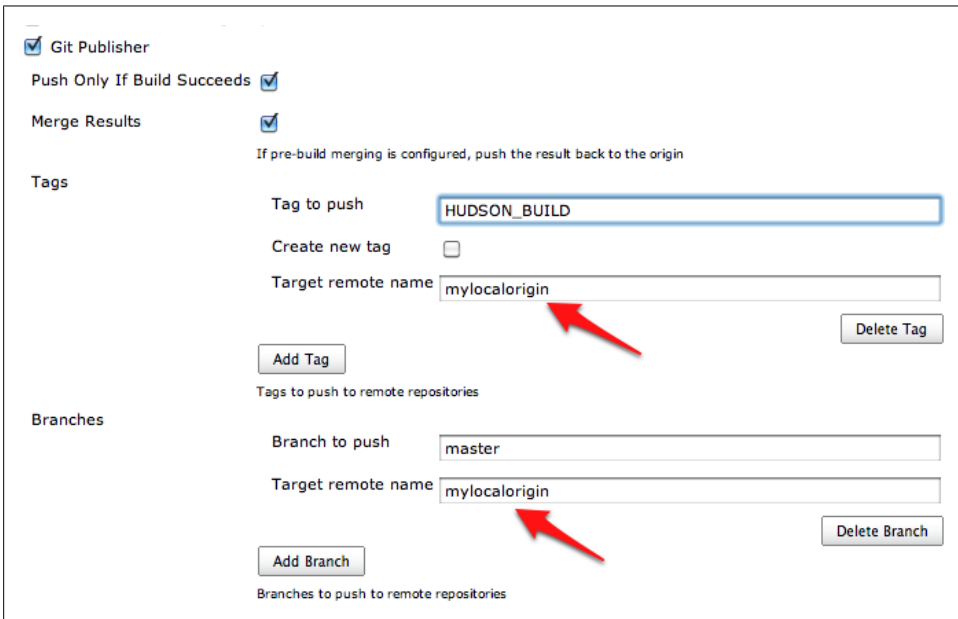 Git Publisher
Push Only If Build Succeeds
Merge Results
If pre-build merging is configured, push the result back to the origin
Tags
Tag to push HUDSON_BUILD
Create new tag
Target remote name mylocalorigin
Delete Tag
Add Tag
Tags to push to remote repositories
Branches
Branch to push master
Target remote name mylocalorigin
Delete Branch
Add Branch
Branches to push to remote repositories